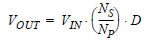 V_OUT = V_IN · (N_S / N_P) · D